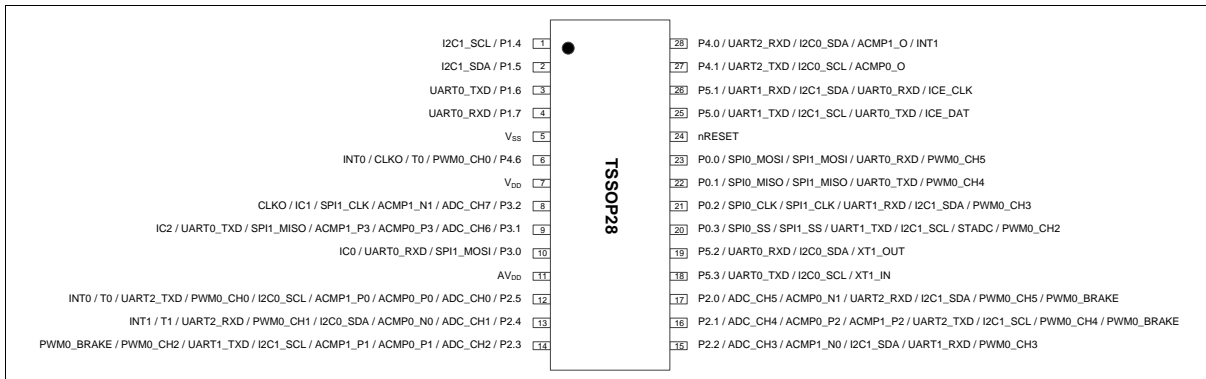 I2C1_SCL / P1.4 1
I2C1_SDA / P1.5 2
UART0_TXD / P1.6 3
UART0_RXD / P1.7 4
VSS 5
INT0 / CLKO / T0 / PWM0_CH0 / P4.6 6
VDD 7
CLKO / IC1 / SPI1_CLK / ACMP1_N1 / ADC_CH7 / P3.2 8
IC2 / UART0_TXD / SPI1_MISO / ACMP1_P3 / ACMP0_P3 / ADC_CH6 / P3.1 9
IC0 / UART0_RXD / SPI1_MOSI / P3.0 10
AVDD 11
INT0 / T0 / UART2_TXD / PWM0_CH0 / I2C0_SCL / ACMP1_P0 / ACMP0_P0 / ADC_CH0 / P2.5 12
INT1 / T1 / UART2_RXD / PWM0_CH1 / I2C0_SDA / ACMP0_N0 / ADC_CH1 / P2.4 13
PWM0_BRAKE / PWM0_CH2 / UART1_TXD / I2C1_SCL / ACMP1_P1 / ACMP0_P1 / ADC_CH2 / P2.3 14
TSSOP28
28 P4.0 / UART2_RXD / I2C0_SDA / ACMP1_O / INT1
27 P4.1 / UART2_TXD / I2C0_SCL / ACMP0_O
26 P5.1 / UART1_RXD / I2C1_SDA / UART0_RXD / ICE_CLK
25 P5.0 / UART1_TXD / I2C1_SCL / UART0_TXD / ICE_DAT
24 nRESET
23 P0.0 / SPI0_MOSI / SPI1_MOSI / UART0_RXD / PWM0_CH5
22 P0.1 / SPI0_MISO / SPI1_MISO / UART0_TXD / PWM0_CH4
21 P0.2 / SPI0_CLK / SPI1_CLK / UART1_RXD / I2C1_SDA / PWM0_CH3
20 P0.3 / SPI0_SS / SPI1_SS / UART1_TXD / I2C1_SCL / STADC / PWM0_CH2
19 P5.2 / UART0_RXD / I2C0_SDA / XT1_OUT
18 P5.3 / UART0_TXD / I2C0_SCL / XT1_IN
17 P2.0 / ADC_CH5 / ACMP0_N1 / UART2_RXD / I2C1_SDA / PWM0_CH5 / PWM0_BRAKE
16 P2.1 / ADC_CH4 / ACMP0_P2 / ACMP1_P2 / UART2_TXD / I2C1_SCL / PWM0_CH4 / PWM0_BRAKE
15 P2.2 / ADC_CH3 / ACMP1_N0 / I2C1_SDA / UART1_RXD / PWM0_CH3